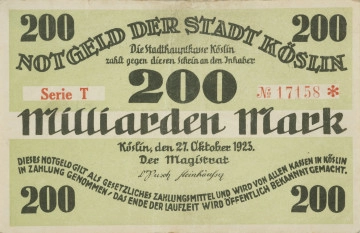 200 200
NOTGELD DER STADT KÖSLIN
Die Stadthauptkasse Köslin
zahlt gegen diesen Schein an den Inhaber
Serie T 200 № 17158 *
Milliarden Mark
Köslin, den 27. Oktober 1923.
Der Magistrat
DIESES NOTGELD GILT ALS GESETZLICHES ZAHLUNGSMITTEL UND WIRD VON ALLEN KASSEN IN KÖSLIN
IN ZAHLUNG GENOMMEN, DAS ENDE DER LAUFZEIT WIRD ÖFFENTLICH BEKANNTGEMACHT.
200 200